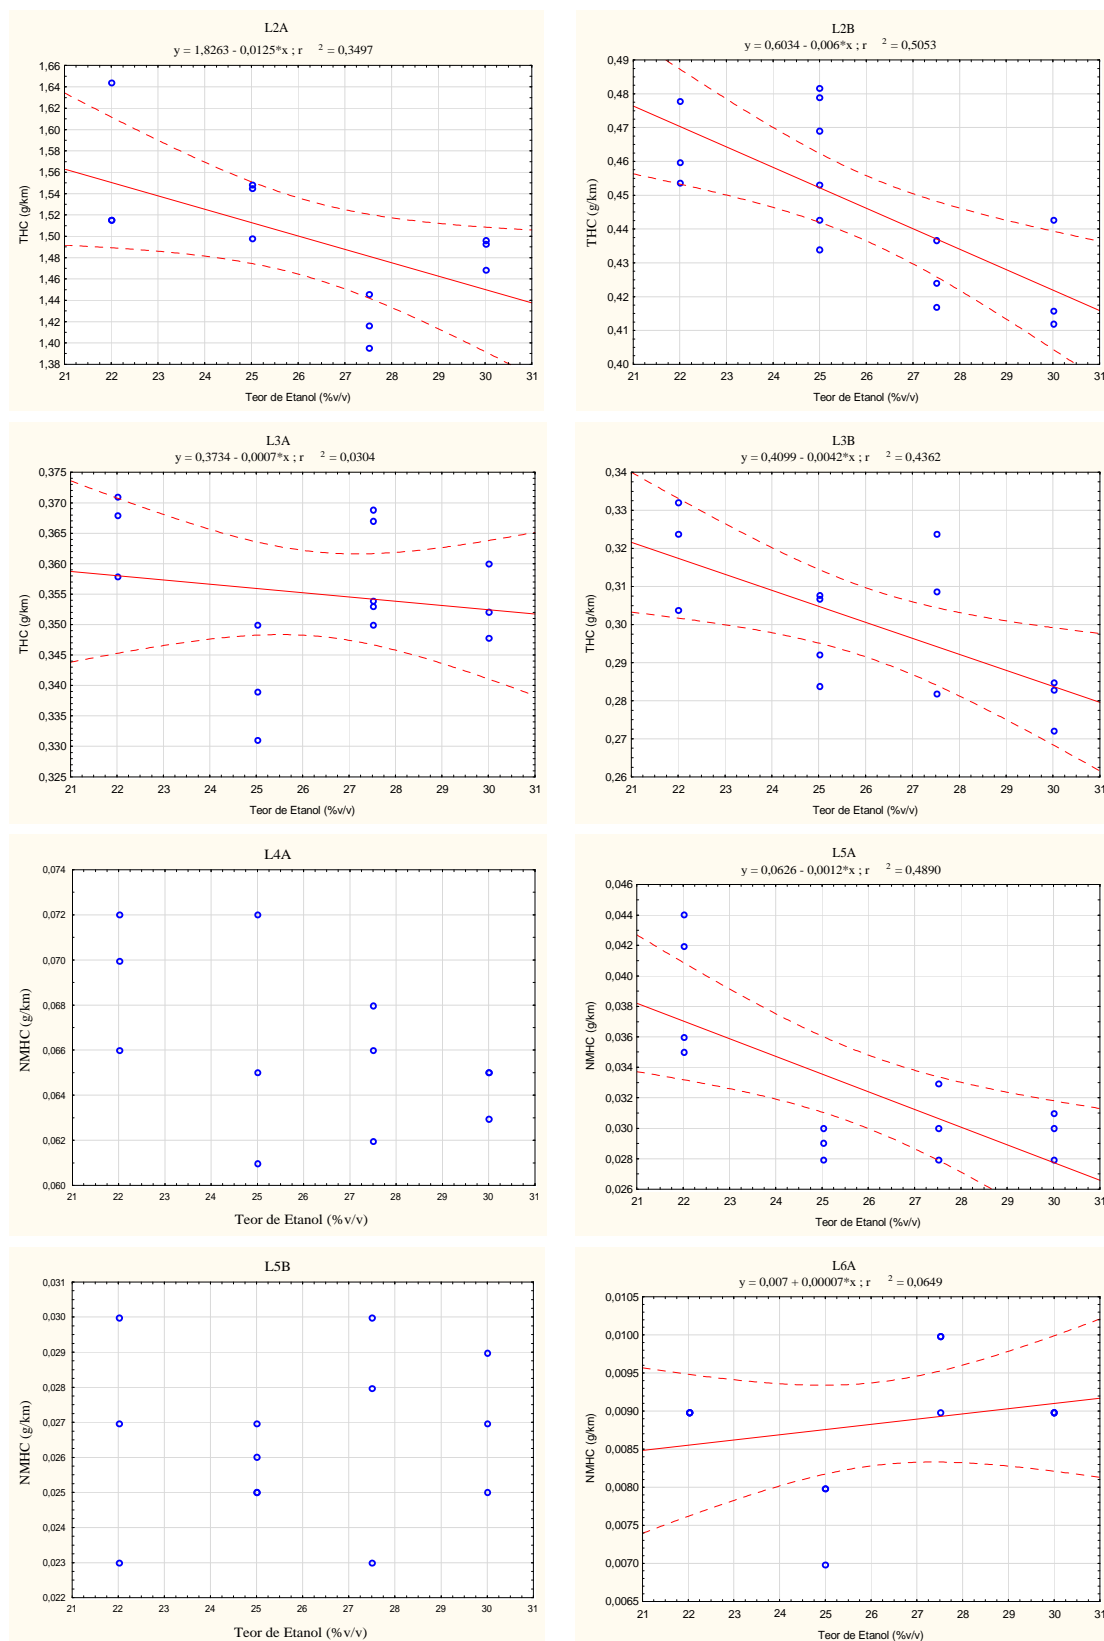 L2A
y = 1,8263 - 0,0125*x ; r 2 = 0,3497
1,66
1,64
1,62
1,60
1,58
1,56
1,54
1,52
1,50
1,48
1,46
1,44
1,42
1,40
1,38
THC (g/km)
21 22 23 24 25 26 27 28 29 30 31
Teor de Etanol (%v/v)
L2B
y = 0,6034 - 0,006*x ; r 2 = 0,5053
0,49
0,48
0,47
0,46
0,45
0,44
0,43
0,42
0,41
0,40
THC (g/km)
21 22 23 24 25 26 27 28 29 30 31
Teor de Etanol (%v/v)
L3A
y = 0,3734 - 0,0007*x ; r 2 = 0,0304
0,375
0,370
0,365
0,360
0,355
0,350
0,345
0,340
0,335
0,330
0,325
THC (g/km)
21 22 23 24 25 26 27 28 29 30 31
Teor de Etanol (%v/v)
L3B
y = 0,4099 - 0,0042*x ; r 2 = 0,4362
0,34
0,33
0,32
0,31
0,30
0,29
0,28
0,27
0,26
THC (g/km)
21 22 23 24 25 26 27 28 29 30 31
Teor de Etanol (%v/v)
L4A
0,074
0,072
0,070
0,068
0,066
0,064
0,062
0,060
NMHC (g/km)
21 22 23 24 25 26 27 28 29 30 31
Teor de Etanol (%v/v)
L5A
y = 0,0626 - 0,0012*x ; r 2 = 0,4890
0,046
0,044
0,042
0,040
0,038
0,036
0,034
0,032
0,030
0,028
0,026
NMHC (g/km)
21 22 23 24 25 26 27 28 29 30 31
Teor de Etanol (%v/v)
L5B
0,031
0,030
0,029
0,028
0,027
0,026
0,025
0,024
0,023
0,022
NMHC (g/km)
21 22 23 24 25 26 27 28 29 30 31
Teor de Etanol (%v/v)
L6A
y = 0,007 + 0,00007*x ; r 2 = 0,0649
0,0105
0,0100
0,0095
0,0090
0,0085
0,0080
0,0075
0,0070
0,0065
NMHC (g/km)
21 22 23 24 25 26 27 28 29 30 31
Teor de Etanol (%v/v)